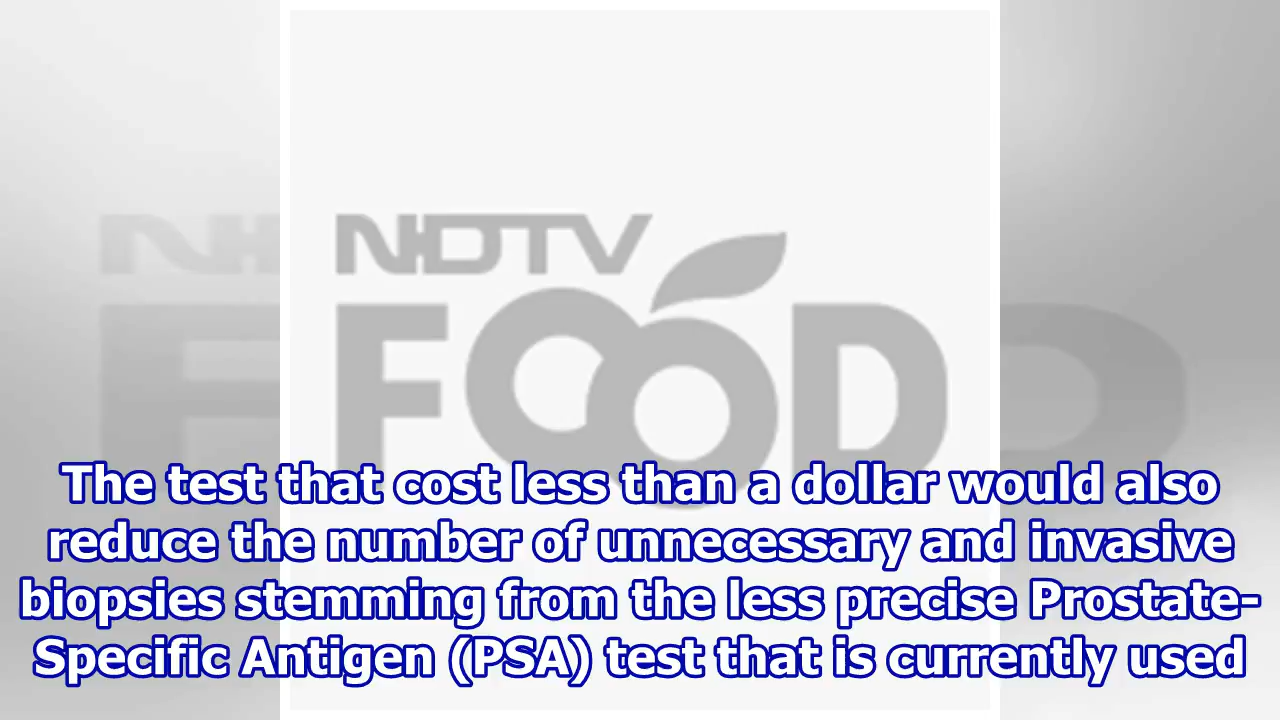 NDTV
FOOD
The test that cost less than a dollar would also
reduce the number of unnecessary and invasive
biopsies stemming from the less precise Prostate-
Specific Antigen (PSA) test that is currently used